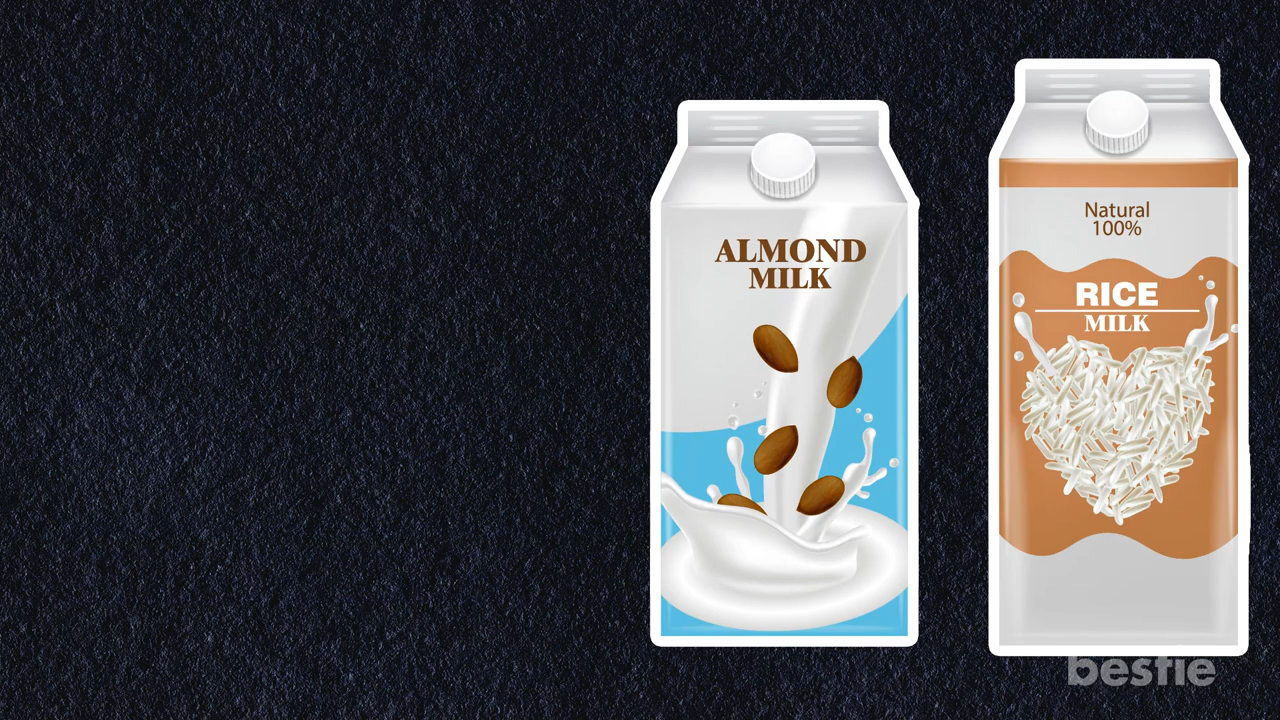 ALMOND
MILK
Natural
100%
RICE
MILK
bestie